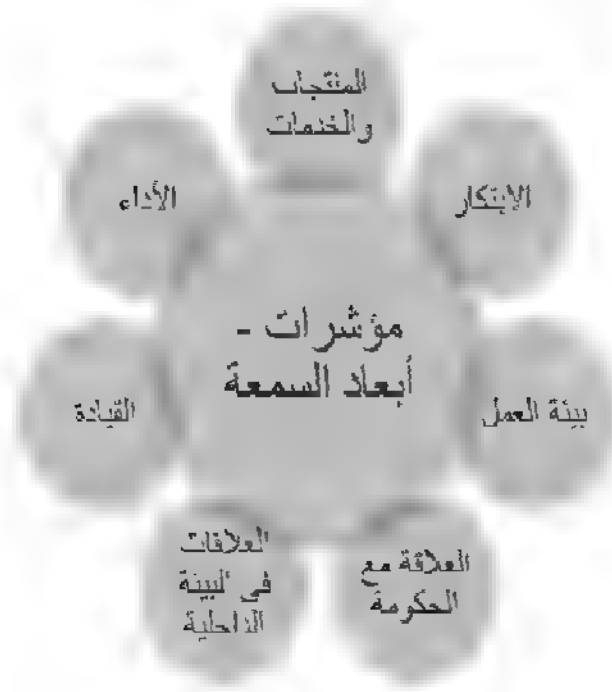 المنتجات
والخدمات
الابتكار
الأداء
مؤشرات -
أبعاد السمعة
بيئة العمل
القيادة
العلاقة مع
الحكومة
العلاقات
في البيئة
الداخلية